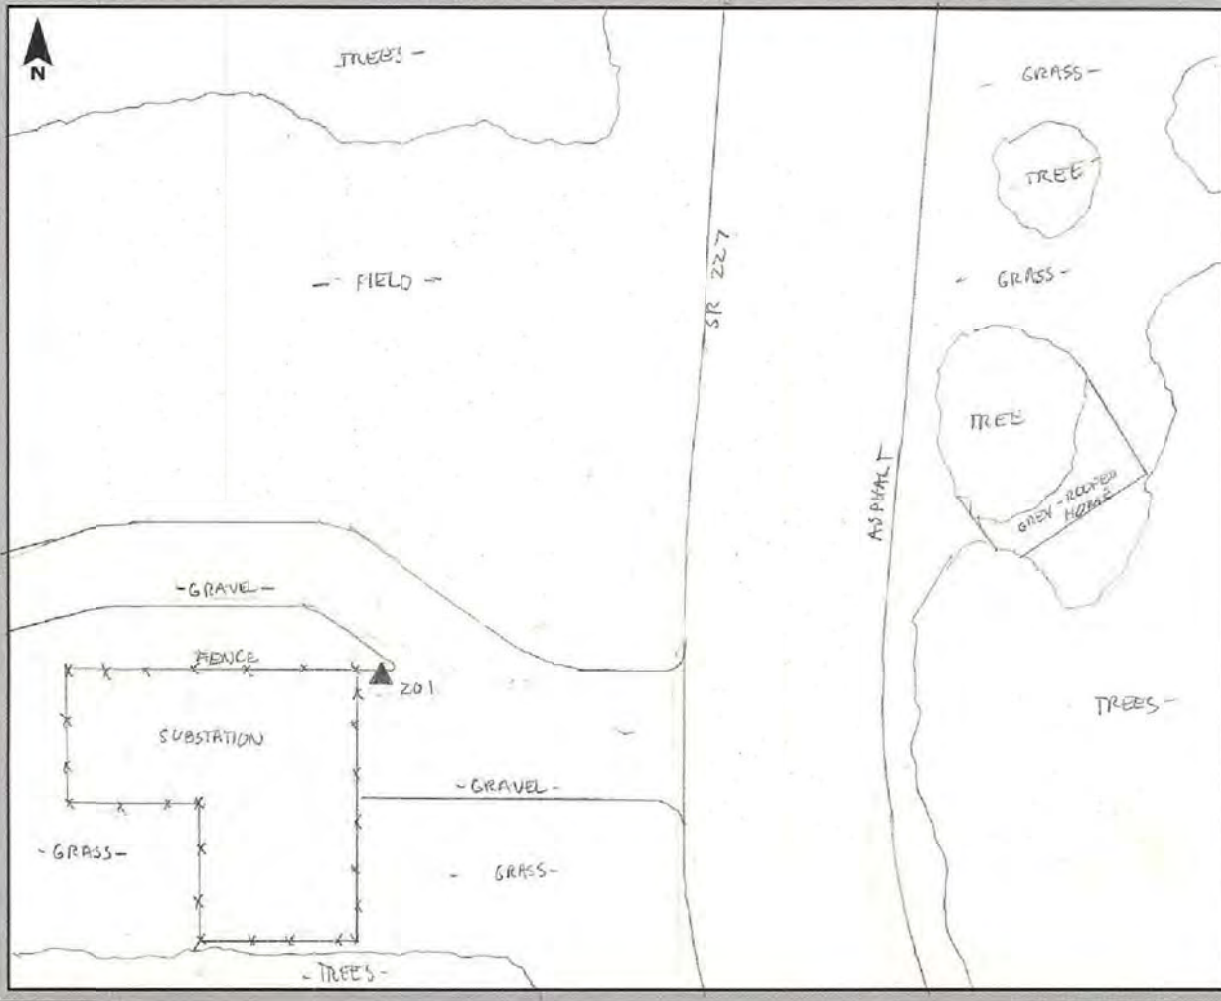 N
TREES -
- GRASS -
TREE
- GRASS -
SR 227
- FIELD -
TREE
GREY-ROOFED
HOUSE
ASPHALT
- GRAVEL -
FENCE
201
SUBSTATION
TREES -
- GRAVEL -
- GRASS -
- GRASS -
- TREES -